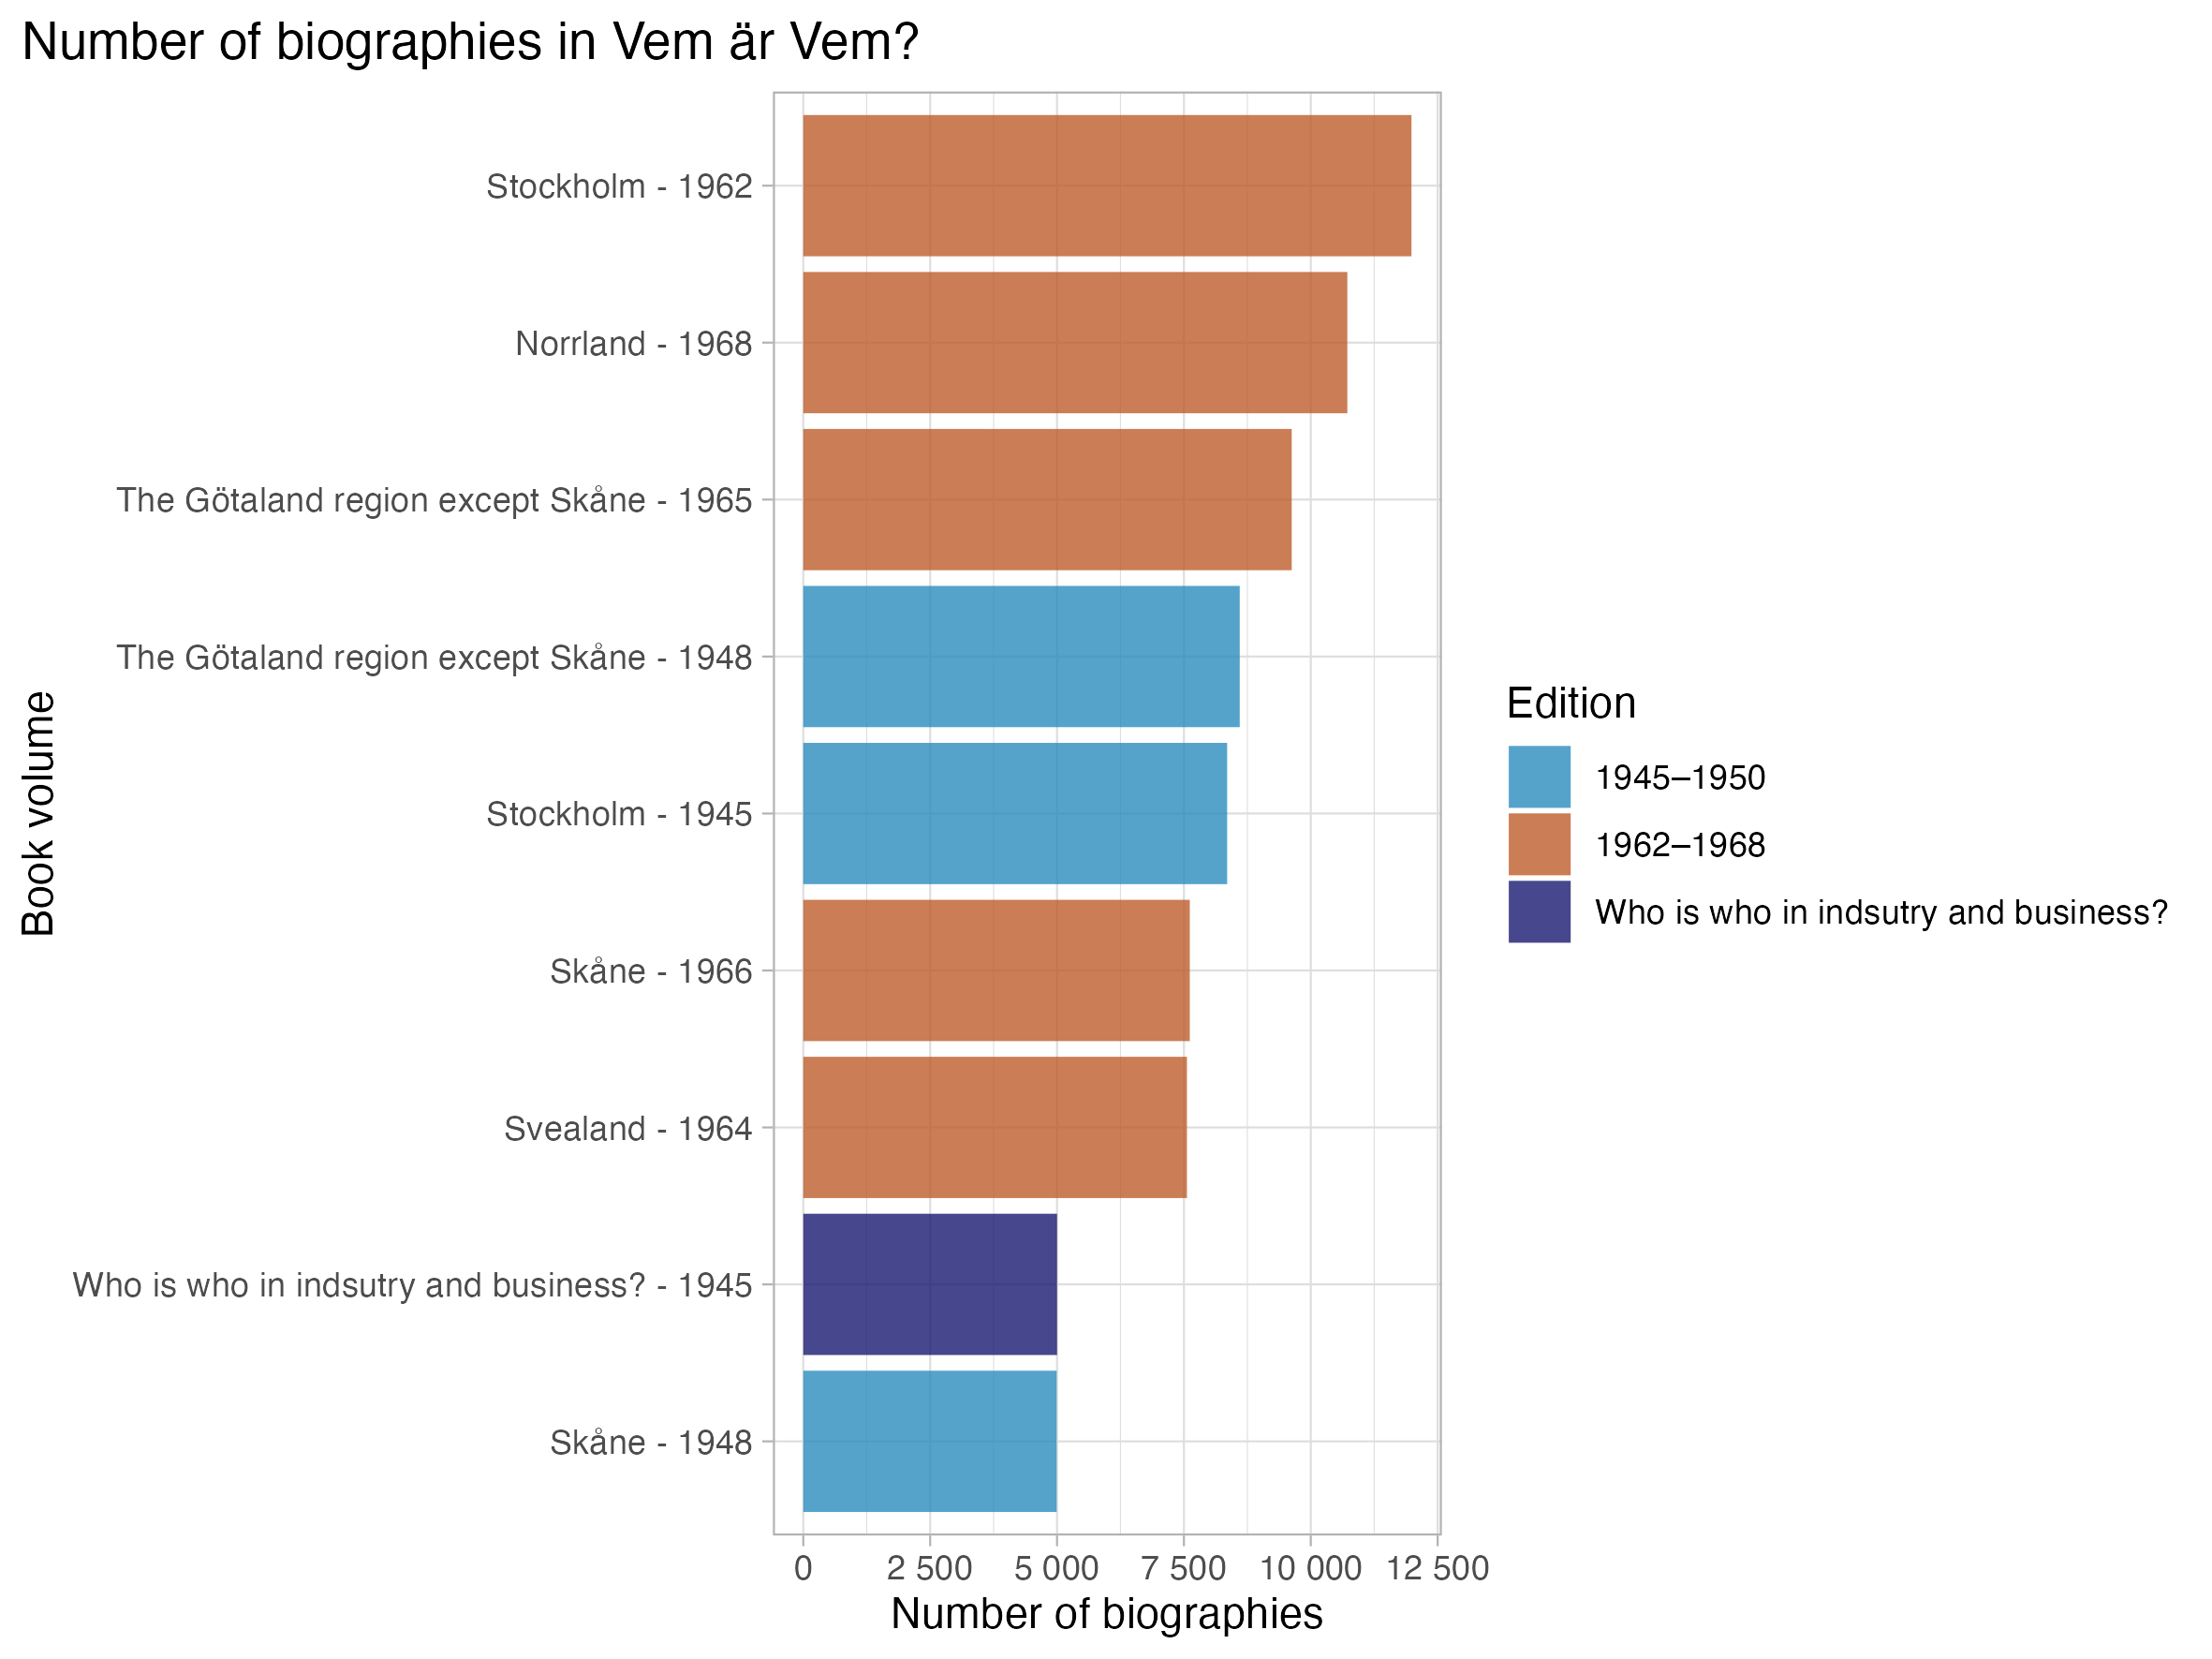 Number of biographies in Vem är Vem?
Book volume
Stockholm - 1962
Norrland - 1968
The Götaland region except Skåne - 1965
The Götaland region except Skåne - 1948
Stockholm - 1945
Skåne - 1966
Svealand - 1964
Who is who in indsutry and business? - 1945
Skåne - 1948
0 2 500 5 000 7 500 10 000 12 500
Number of biographies
Edition
1945–1950
1962–1968
Who is who in indsutry and business?